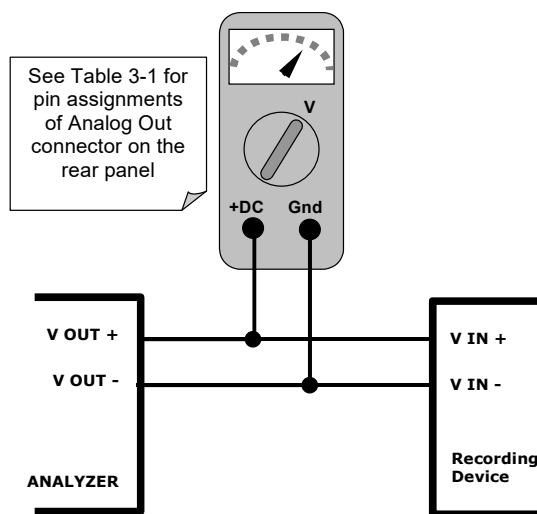 See Table 3-1 for
pin assignments
of Analog Out
connector on the
rear panel
V
+DC Gnd
V OUT +
V OUT -
ANALYZER
V IN +
V IN -
Recording
Device